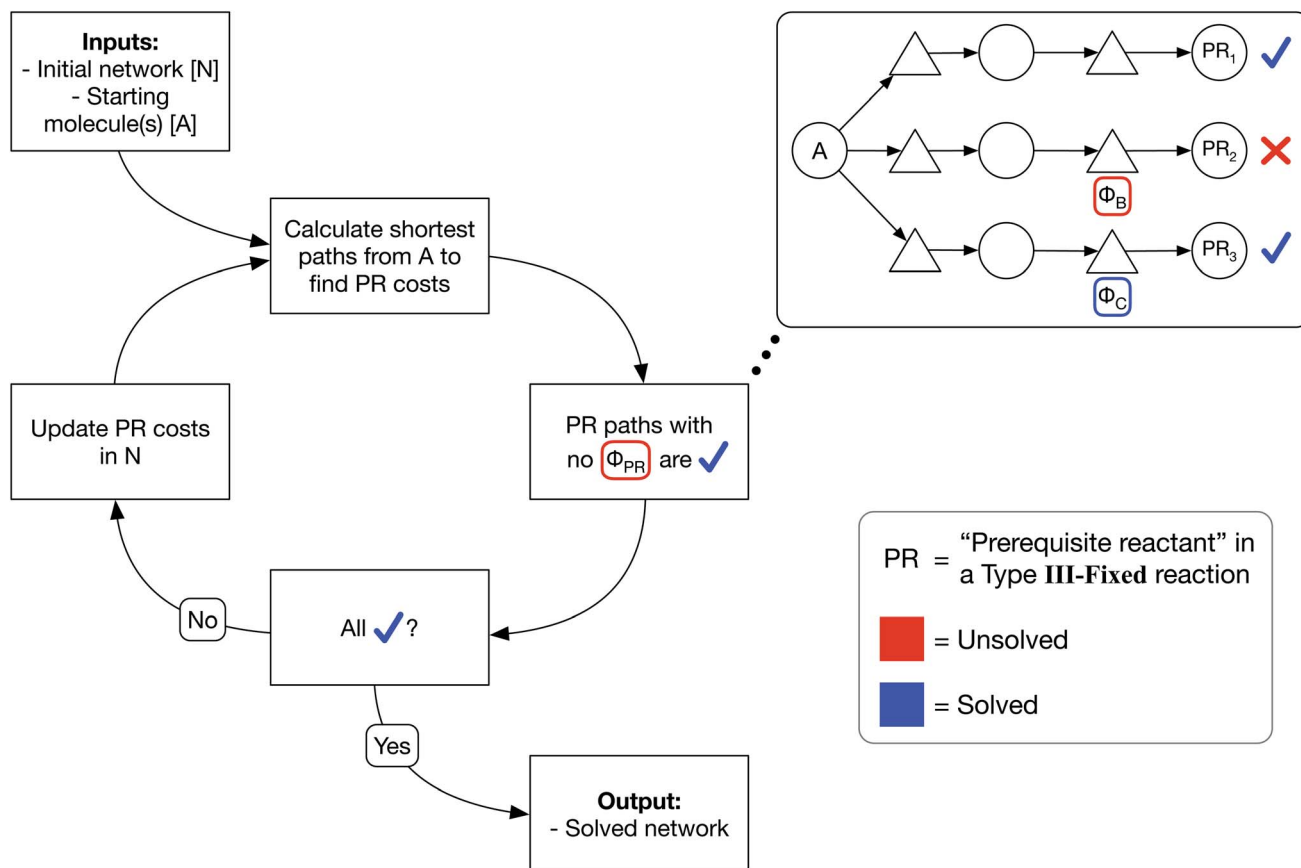 Inputs:
- Initial network [N]
- Starting
molecule(s) [A]
Calculate shortest
paths from A to
find PR costs
PR paths with
no ΦPR are
All ?
No
Update PR costs
in N
Yes
Output:
- Solved network
A
PR1
PR2
ΦB
PR3
ΦC
PR = "Prerequisite reactant" in
a Type III-Fixed reaction
= Unsolved
= Solved